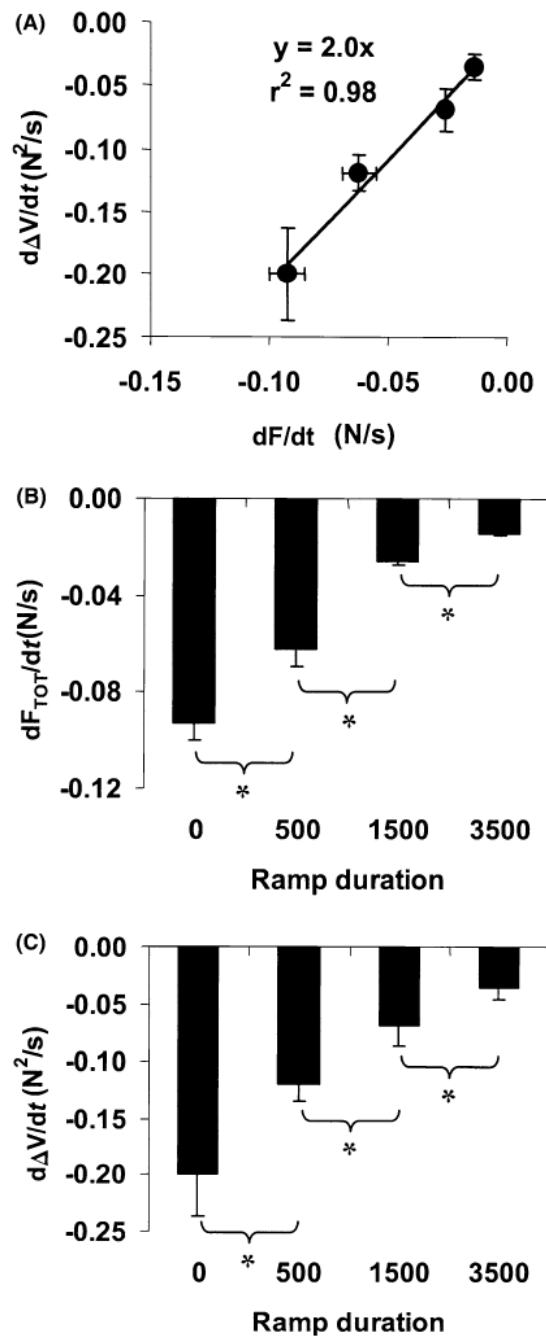 (A)
y = 2.0x
r² = 0.98
dΔV/dt (N²/s)
0.00
-0.05
-0.10
-0.15
-0.20
-0.25
-0.15 -0.10 -0.05 0.00
dF/dt (N/s)
(B)
dF_TOT/dt(N/s)
0.00
-0.04
-0.08
-0.12
*
*
*
0 500 1500 3500
Ramp duration
(C)
dΔV/dt (N²/s)
0.00
-0.05
-0.10
-0.15
-0.20
-0.25
*
*
*
0 500 1500 3500
Ramp duration